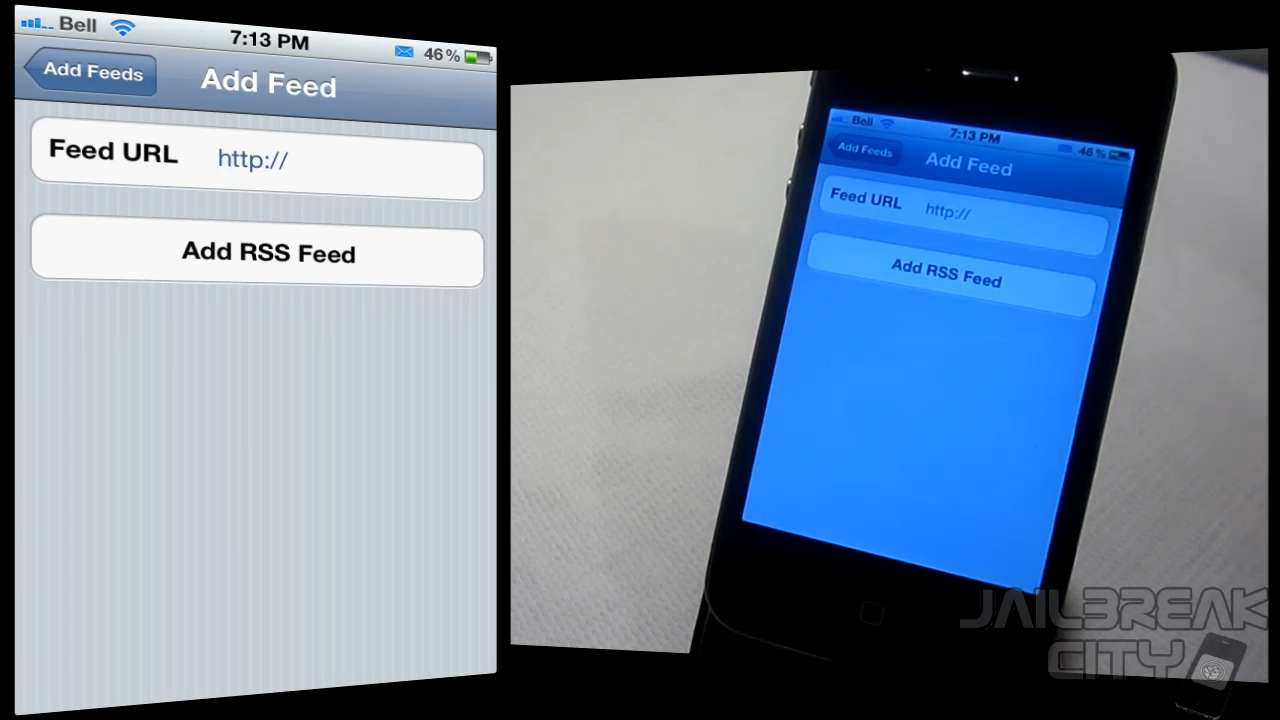 Bell 7:13 PM 46%
Add Feeds Add Feed
Feed URL http://
Add RSS Feed
Bell 7:13 PM 46%
Add Feeds Add Feed
Feed URL http://
Add RSS Feed
JAILBREAK
CITY